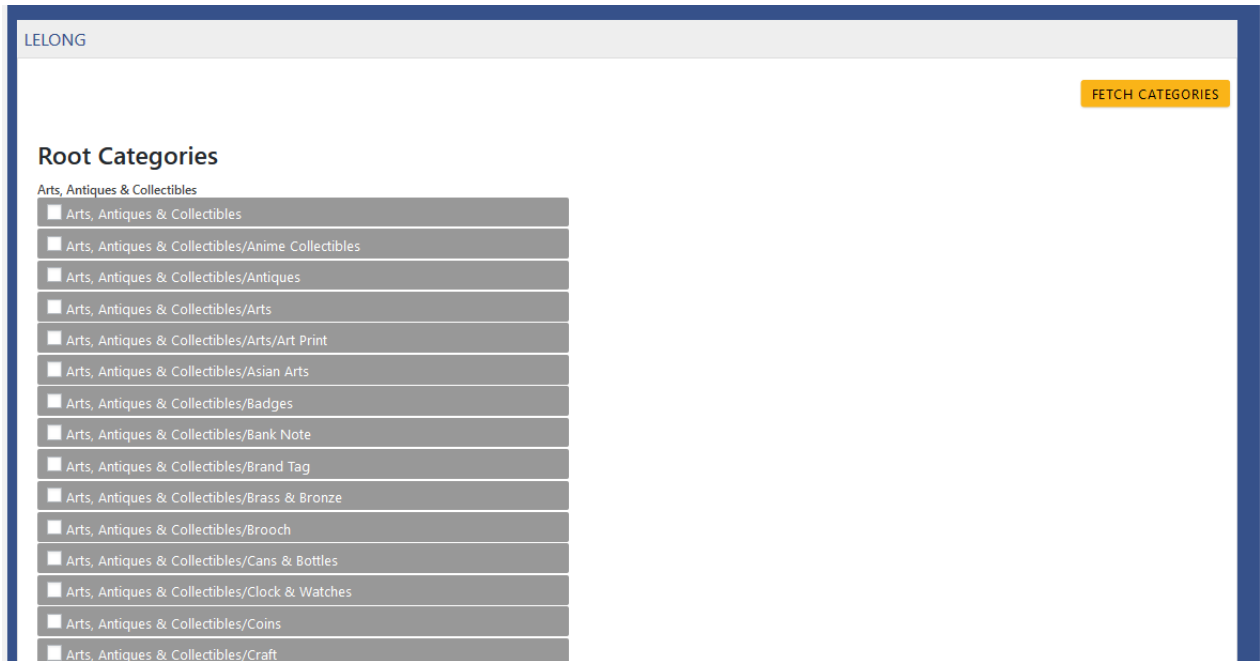 LELONG
FETCH CATEGORIES
Root Categories
Arts, Antiques & Collectibles
Arts, Antiques & Collectibles
Arts, Antiques & Collectibles/Anime Collectibles
Arts, Antiques & Collectibles/Antiques
Arts, Antiques & Collectibles/Arts
Arts, Antiques & Collectibles/Arts/Art Print
Arts, Antiques & Collectibles/Asian Arts
Arts, Antiques & Collectibles/Badges
Arts, Antiques & Collectibles/Bank Note
Arts, Antiques & Collectibles/Brand Tag
Arts, Antiques & Collectibles/Brass & Bronze
Arts, Antiques & Collectibles/Brooch
Arts, Antiques & Collectibles/Cans & Bottles
Arts, Antiques & Collectibles/Clock & Watches
Arts, Antiques & Collectibles/Coins
Arts, Antiques & Collectibles/Craft